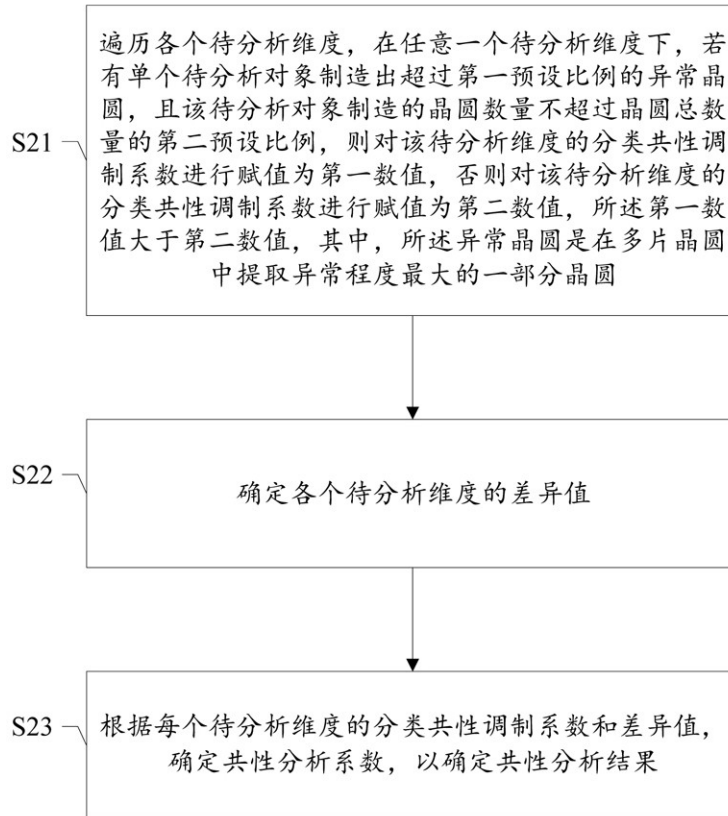 遍历各个待分析维度，在任意一个待分析维度下，若
有单个待分析对象制造出超过第一预设比例的异常晶
圆，且该待分析对象制造的晶圆数量不超过晶圆总数
S21
量的第二预设比例，则对该待分析维度的分类共性调
制系数进行赋值为第一数值，否则对该待分析维度的
分类共性调制系数进行赋值为第二数值，所述第一数
值大于第二数值，其中，所述异常晶圆是在多片晶圆
中提取异常程度最大的一部分晶圆
S22
确定各个待分析维度的差异值
S23
根据每个待分析维度的分类共性调制系数和差异值，
确定共性分析系数，以确定共性分析结果